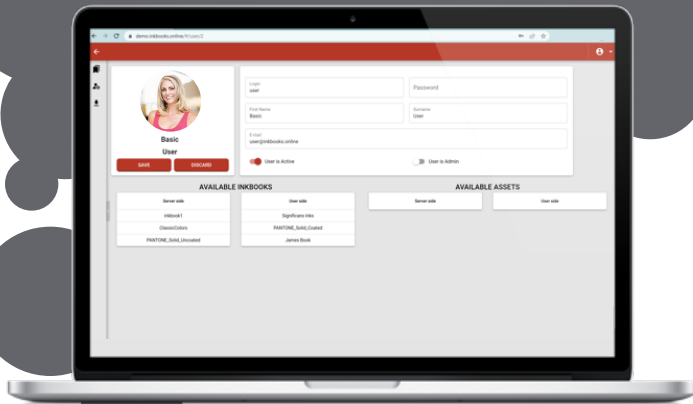 demo.inkbooks.online/#/user/2
Login
user
Password
First Name
Basic
Surname
User
E-mail
user@inkbooks.online
Basic
User
SAVE
DISCARD
User is Active
User is Admin
AVAILABLE INKBOOKS
AVAILABLE ASSETS
Server side
User side
Server side
User side
inkbook1
Significans Inks
ClassicColors
PANTONE_Solid_Coated
PANTONE_Solid_Uncoated
James Book